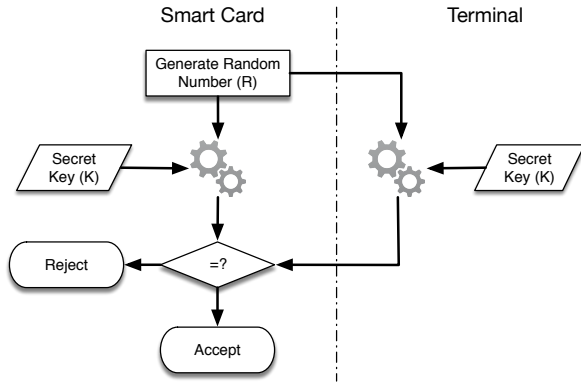 Smart Card
Terminal
Generate Random
Number (R)
Secret
Key (K)
Secret
Key (K)
Reject
=?
Accept